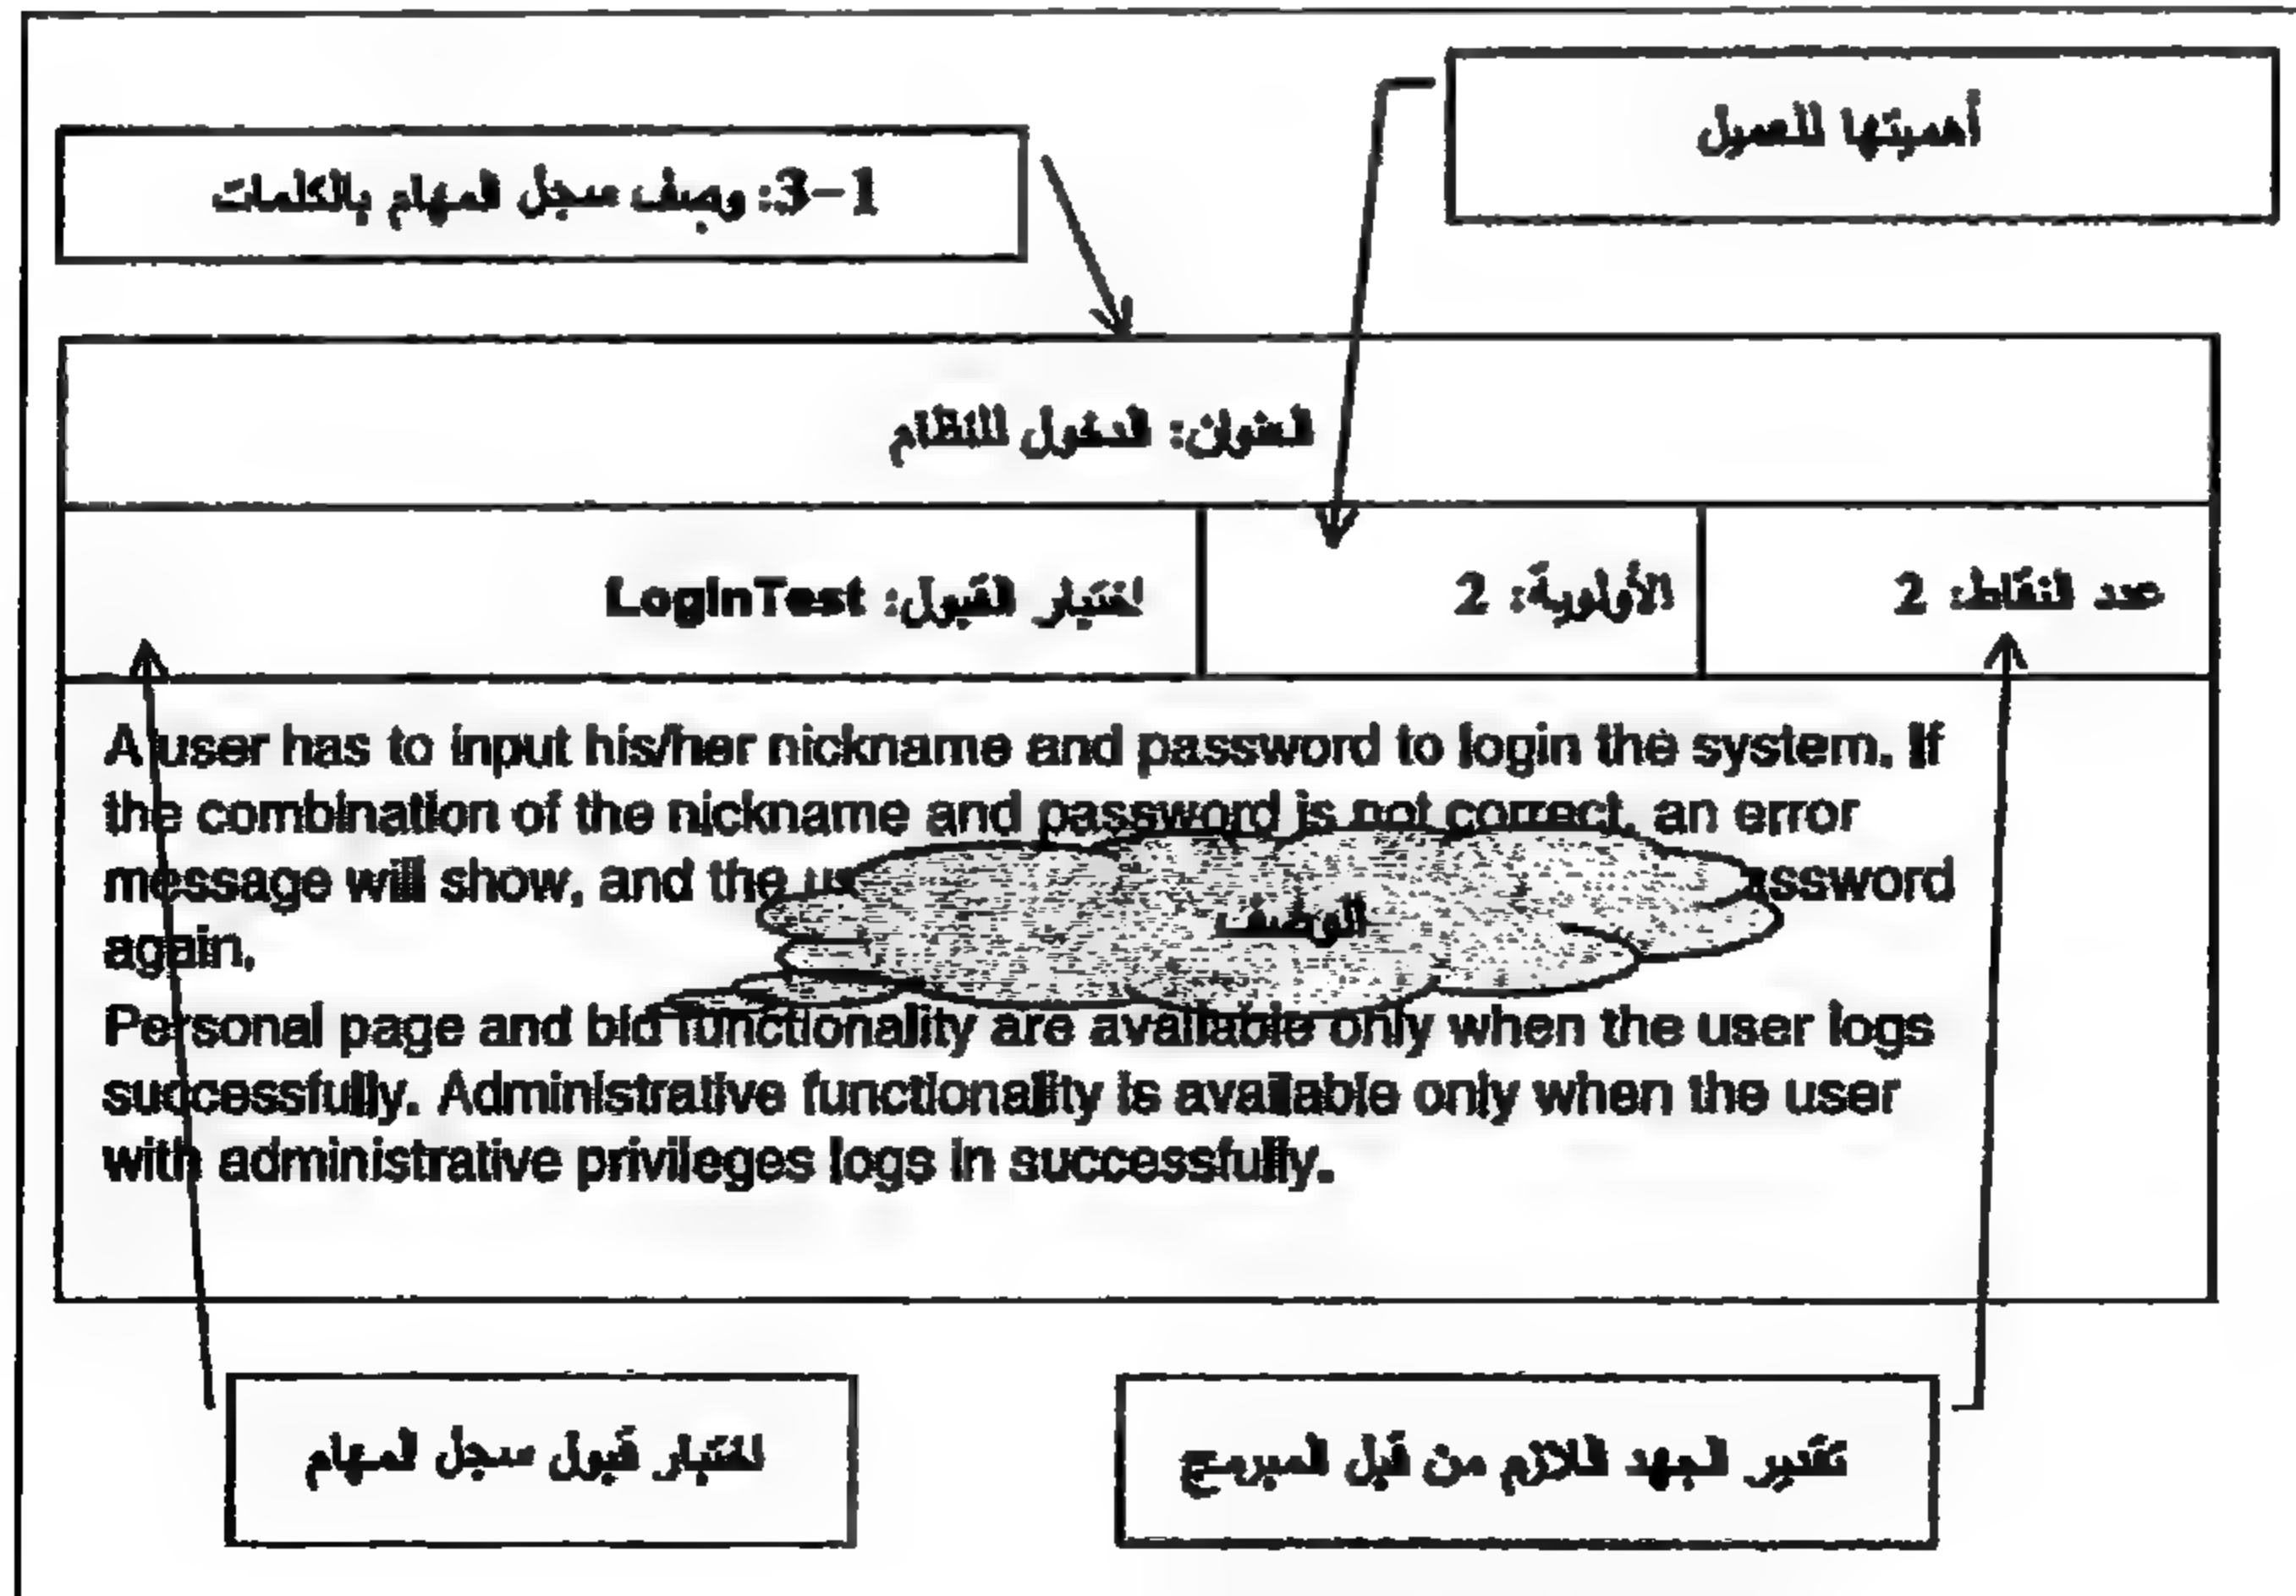 أهميتها للعميل
3-1: وصف سجل المهام بالكلمات
العنوان: الدخول للنظام
عدد النقاط: 2
الأولوية: 2
اختبار القبول: LogInTest
A user has to input his/her nickname and password to login the system. If
the combination of the nickname and password is not correct, an error
message will show, and the us
ssword
again.
الوصف
Personal page and bid functionality are available only when the user logs
successfully. Administrative functionality is available only when the user
with administrative privileges logs in successfully.
تقدير الجهد اللازم من قبل المبرمج
اختبار قبول سجل المهام